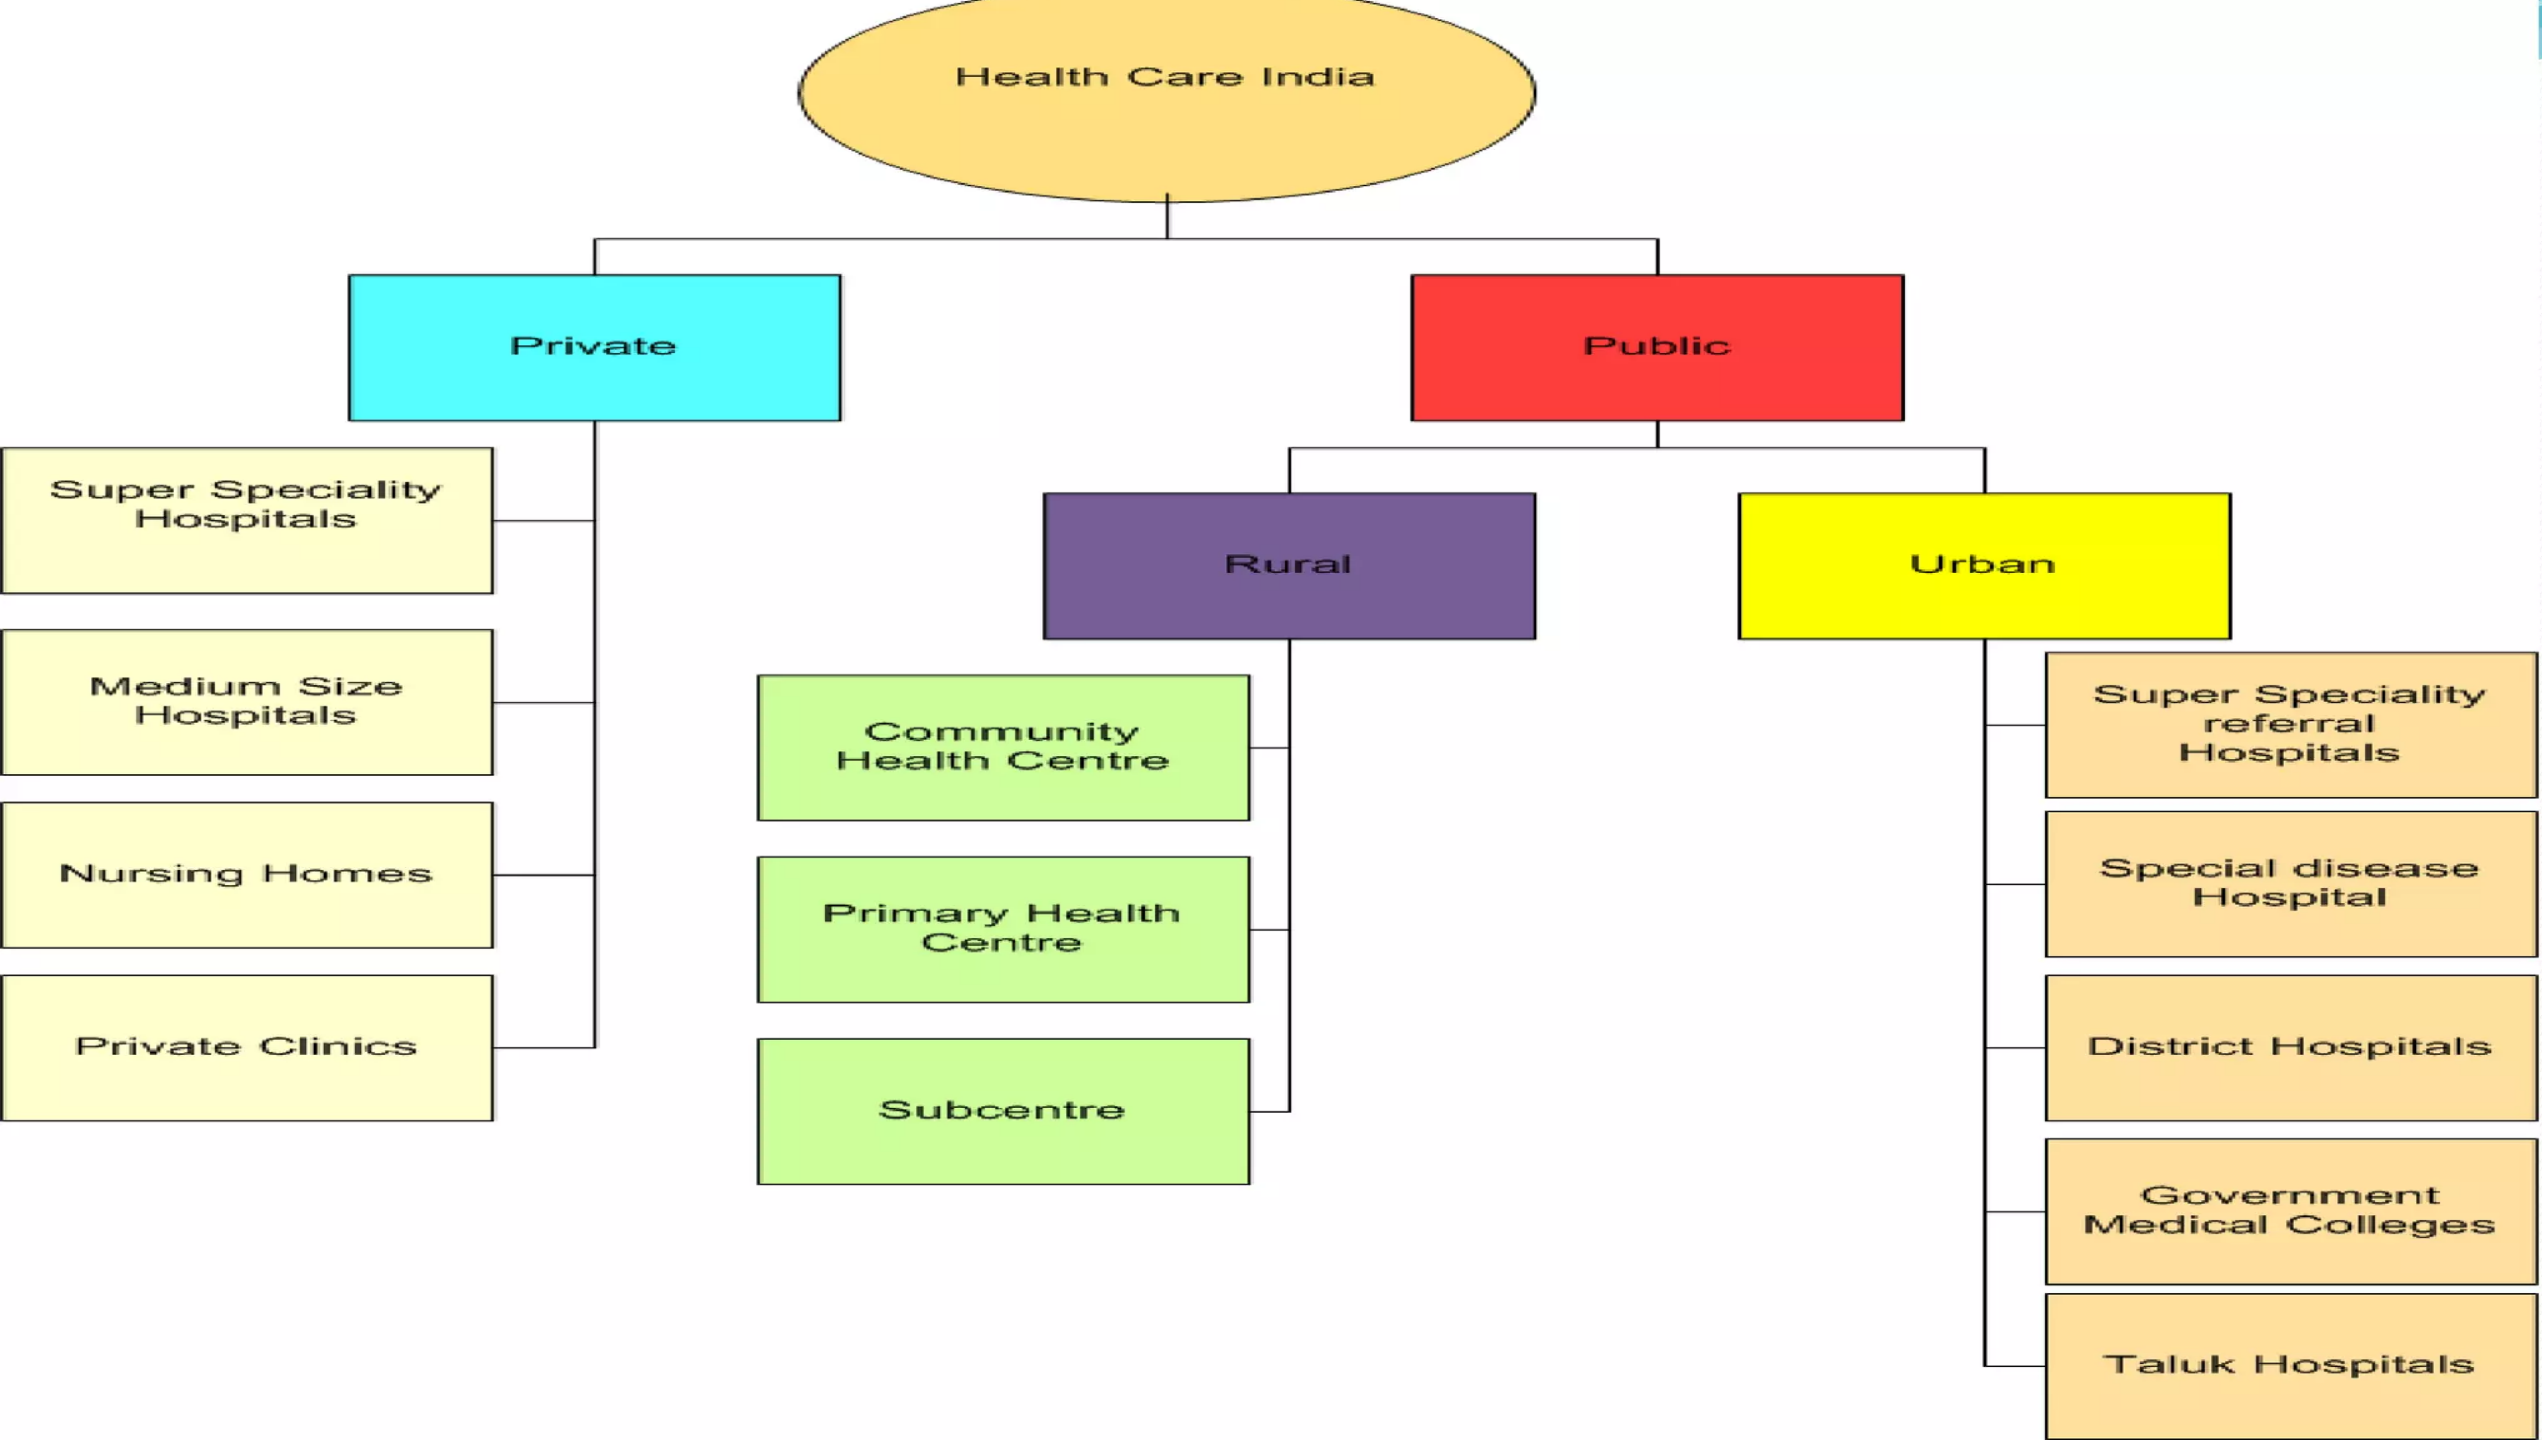 Health Care India
Private
Public
Super Speciality
Hospitals
Medium Size
Hospitals
Nursing Homes
Private Clinics
Rural
Urban
Community
Health Centre
Primary Health
Centre
Subcentre
Super Speciality
referral
Hospitals
Special disease
Hospital
District Hospitals
Government
Medical Colleges
Taluk Hospitals